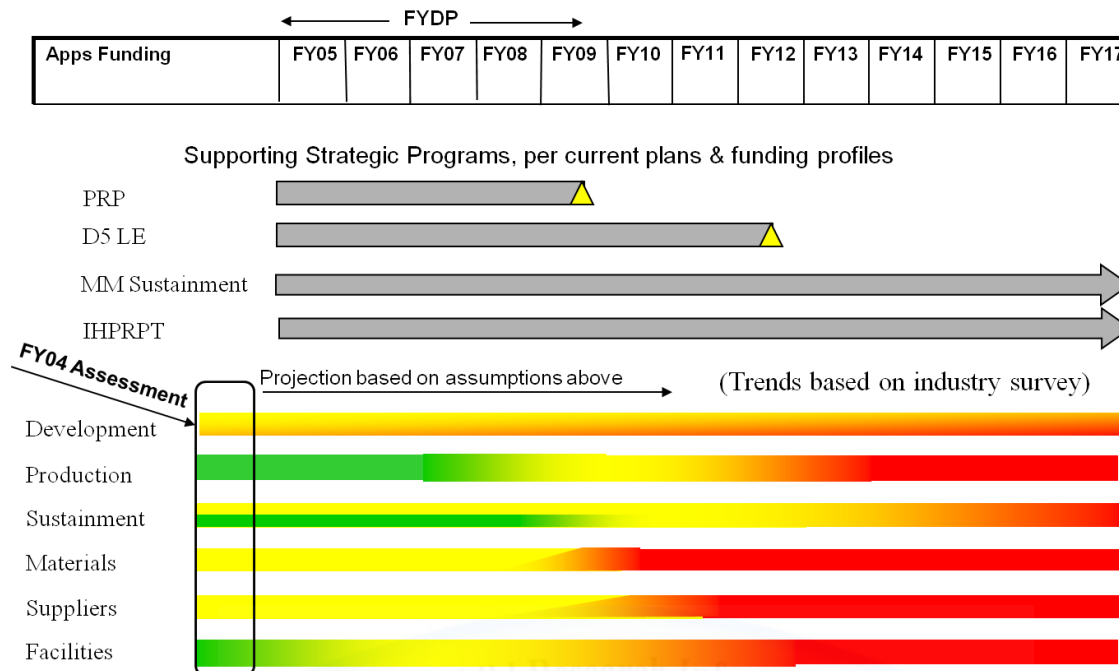 FYDP
Apps Funding FY05 FY06 FY07 FY08 FY09 FY10 FY11 FY12 FY13 FY14 FY15 FY16 FY17
Supporting Strategic Programs, per current plans & funding profiles
PRP
D5 LE
MM Sustainment
IHPRPT
FY04 Assessment
Projection based on assumptions above (Trends based on industry survey)
Development
Production
Sustainment
Materials
Suppliers
Facilities